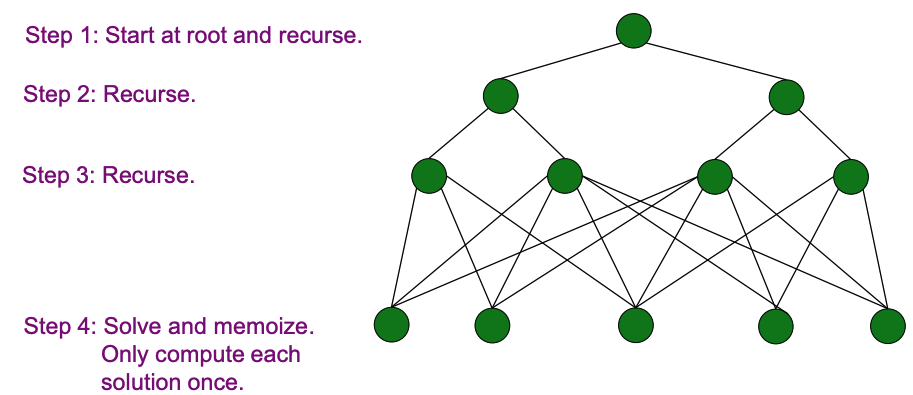 Step 1: Start at root and recurse.
Step 2: Recurse.
Step 3: Recurse.
Step 4: Solve and memoize.
Only compute each
solution once.